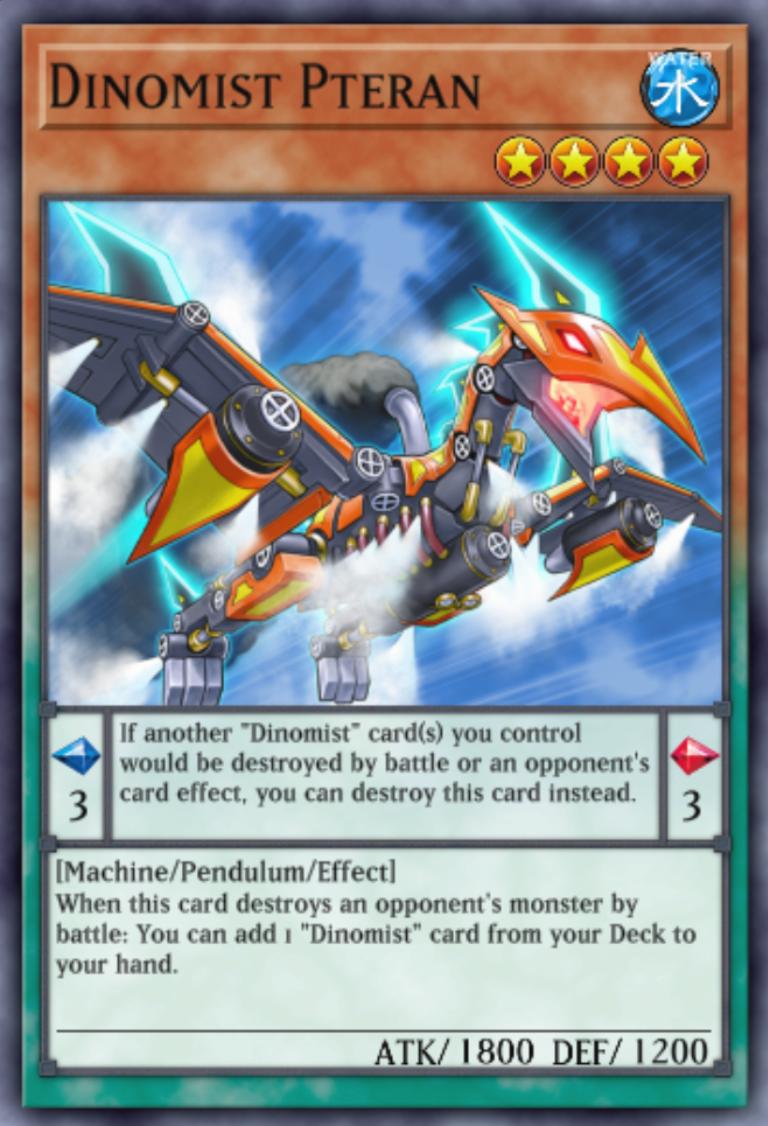 DINOMIST PTERAN
WATER
水
If another "Dinomist" card(s) you control
would be destroyed by battle or an opponent's
card effect, you can destroy this card instead.
3
3
[Machine/Pendulum/Effect]
When this card destroys an opponent's monster by
battle: You can add 1 "Dinomist" card from your Deck to
your hand.
ATK/ 1800 DEF/ 1200